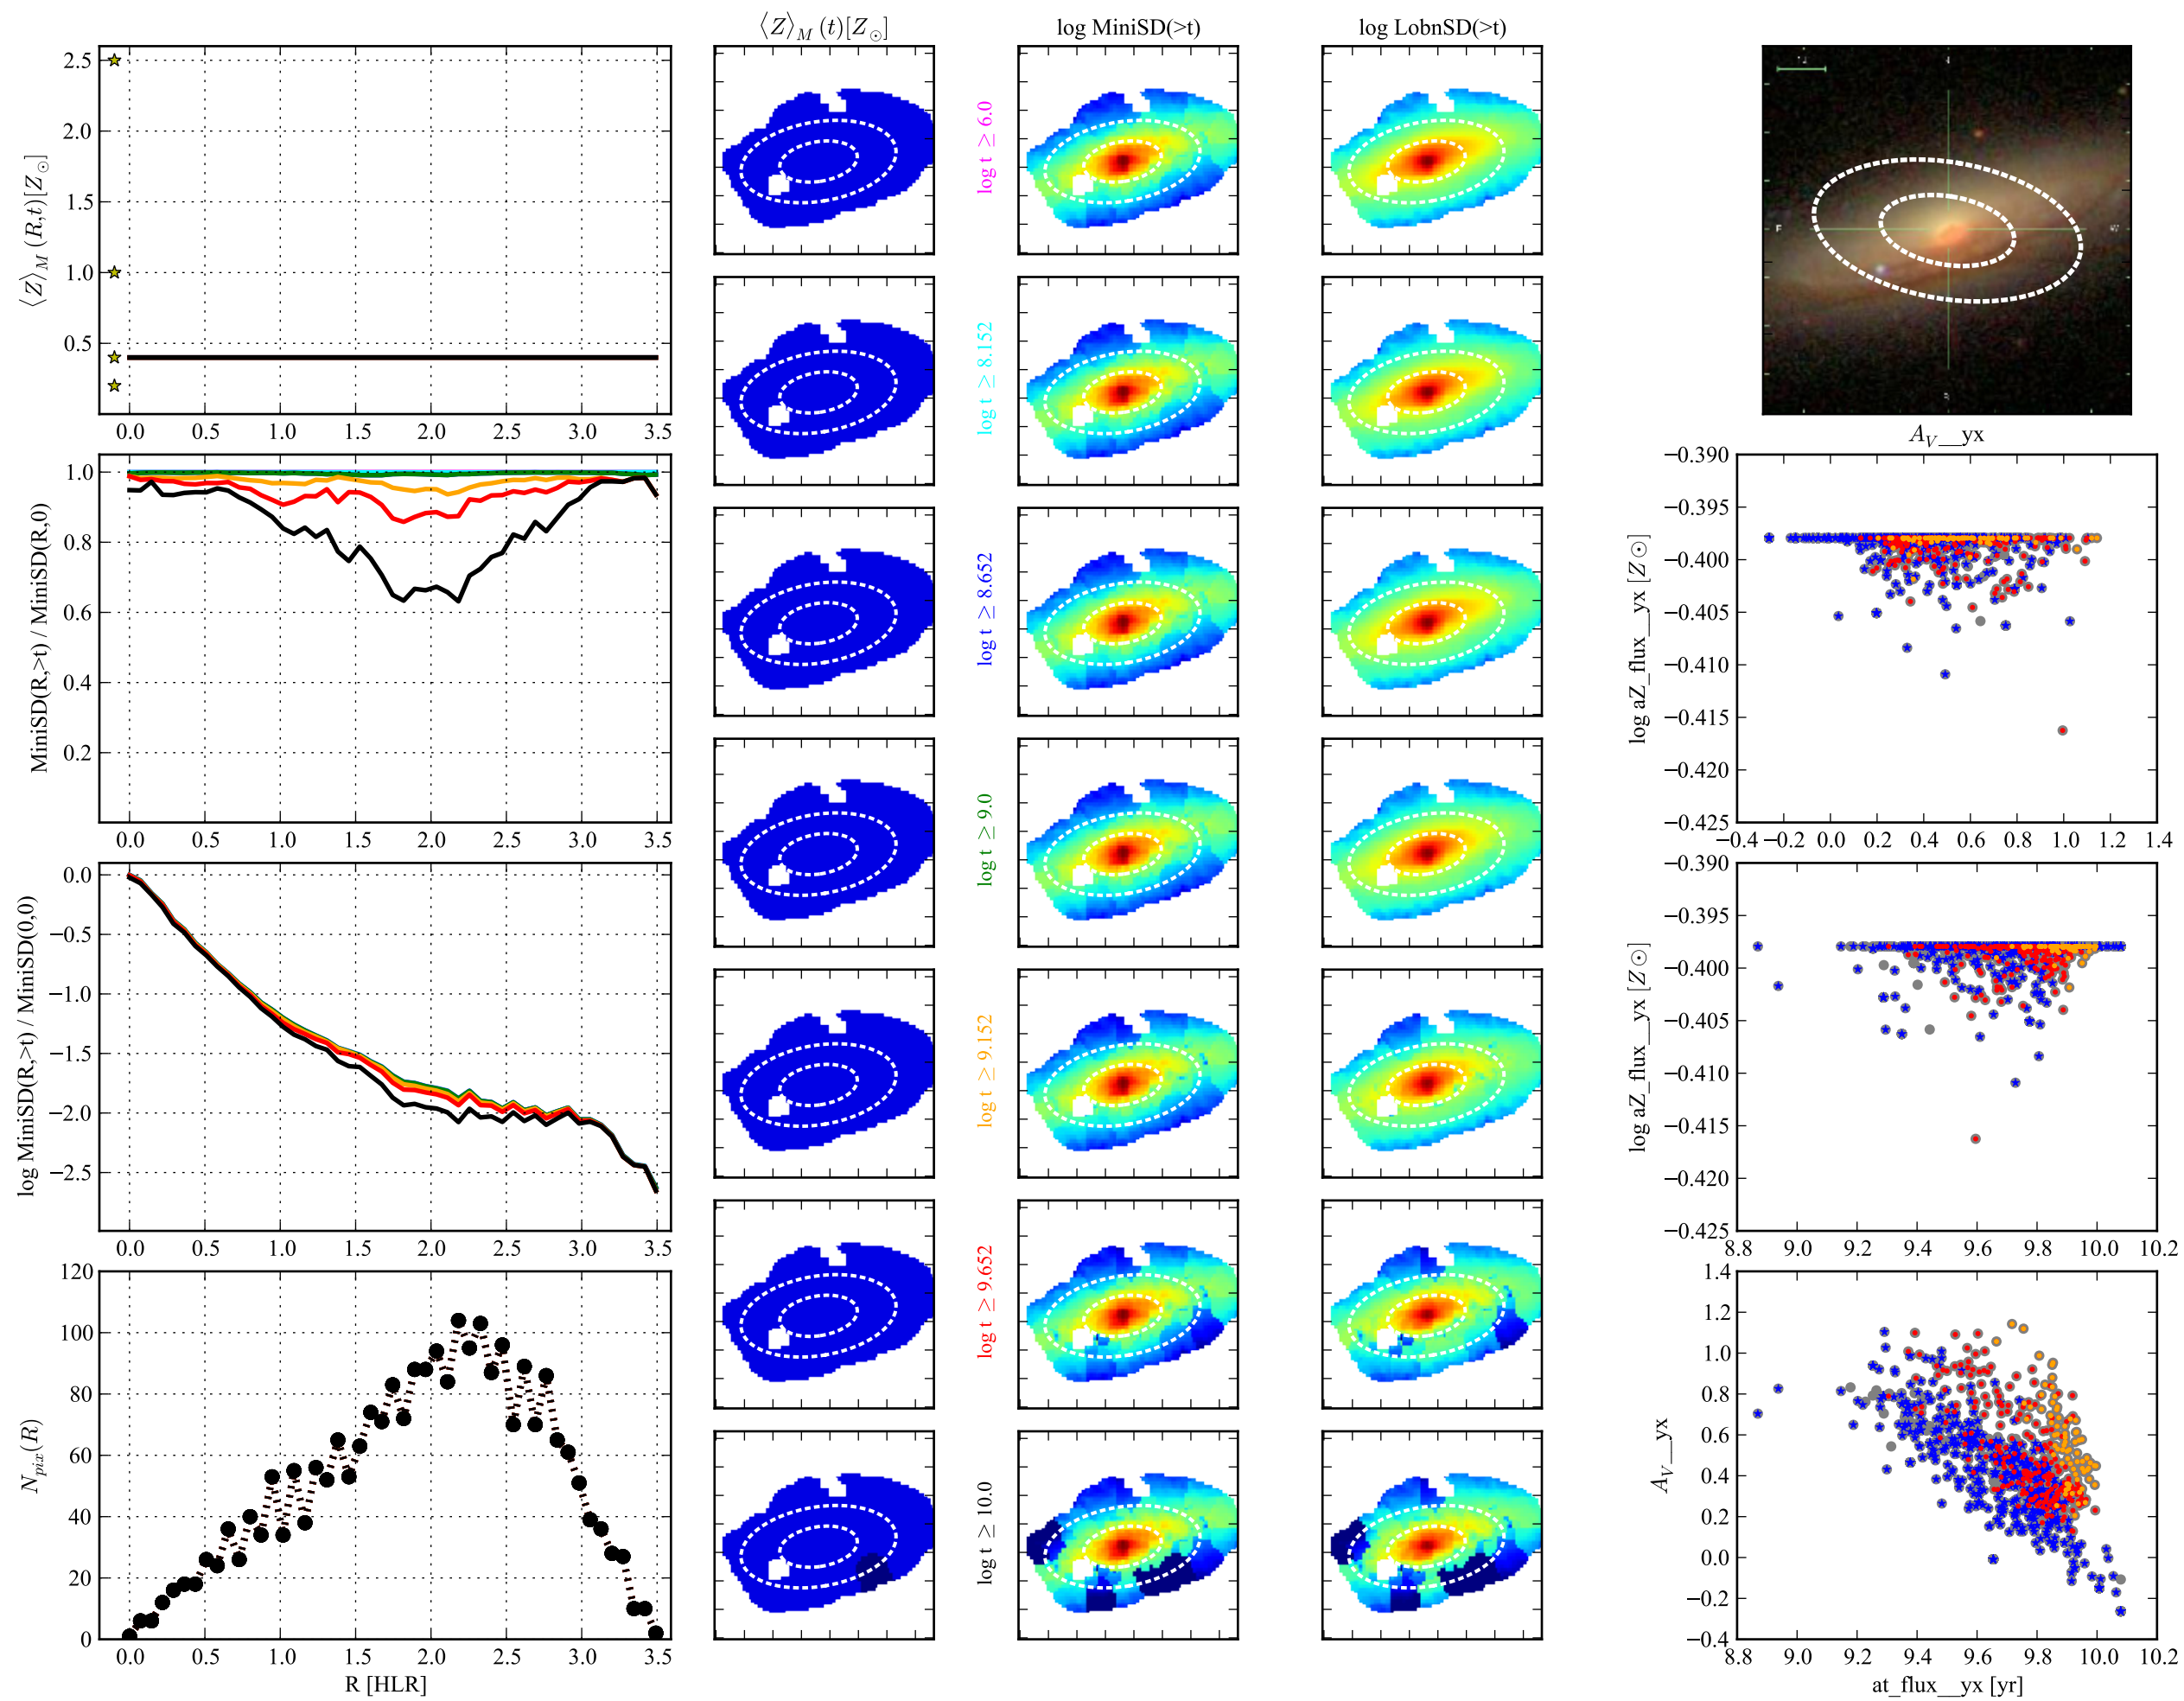 ⟨Z⟩_M (t)[Z_⊙]
log MiniSD(>t)
log LobnSD(>t)
⟨Z⟩_M (R,t)[Z_⊙]
2.5
2.0
1.5
1.0
0.5
0.0 0.5 1.0 1.5 2.0 2.5 3.0 3.5
MiniSD(R,>t) / MiniSD(R,0)
1.0
0.8
0.6
0.4
0.2
0.0 0.5 1.0 1.5 2.0 2.5 3.0 3.5
log MiniSD(R,>t) / MiniSD(0,0)
0.0
−0.5
−1.0
−1.5
−2.0
−2.5
0.0 0.5 1.0 1.5 2.0 2.5 3.0 3.5
N_pix(R)
120
100
80
60
40
20
0
0.0 0.5 1.0 1.5 2.0 2.5 3.0 3.5
R [HLR]
log t ≥ 6.0
log t ≥ 8.152
log t ≥ 8.652
log t ≥ 9.0
log t ≥ 9.152
log t ≥ 9.652
log t ≥ 10.0
A_V__yx
log aZ_flux__yx [Z⊙]
−0.390
−0.395
−0.400
−0.405
−0.410
−0.415
−0.420
−0.425
−0.4 −0.2 0.0 0.2 0.4 0.6 0.8 1.0 1.2 1.4
log aZ_flux__yx [Z⊙]
−0.390
−0.395
−0.400
−0.405
−0.410
−0.415
−0.420
−0.425
8.8 9.0 9.2 9.4 9.6 9.8 10.0 10.2
A_V__yx
1.4
1.2
1.0
0.8
0.6
0.4
0.2
0.0
−0.2
−0.4
8.8 9.0 9.2 9.4 9.6 9.8 10.0 10.2
at_flux__yx [yr]